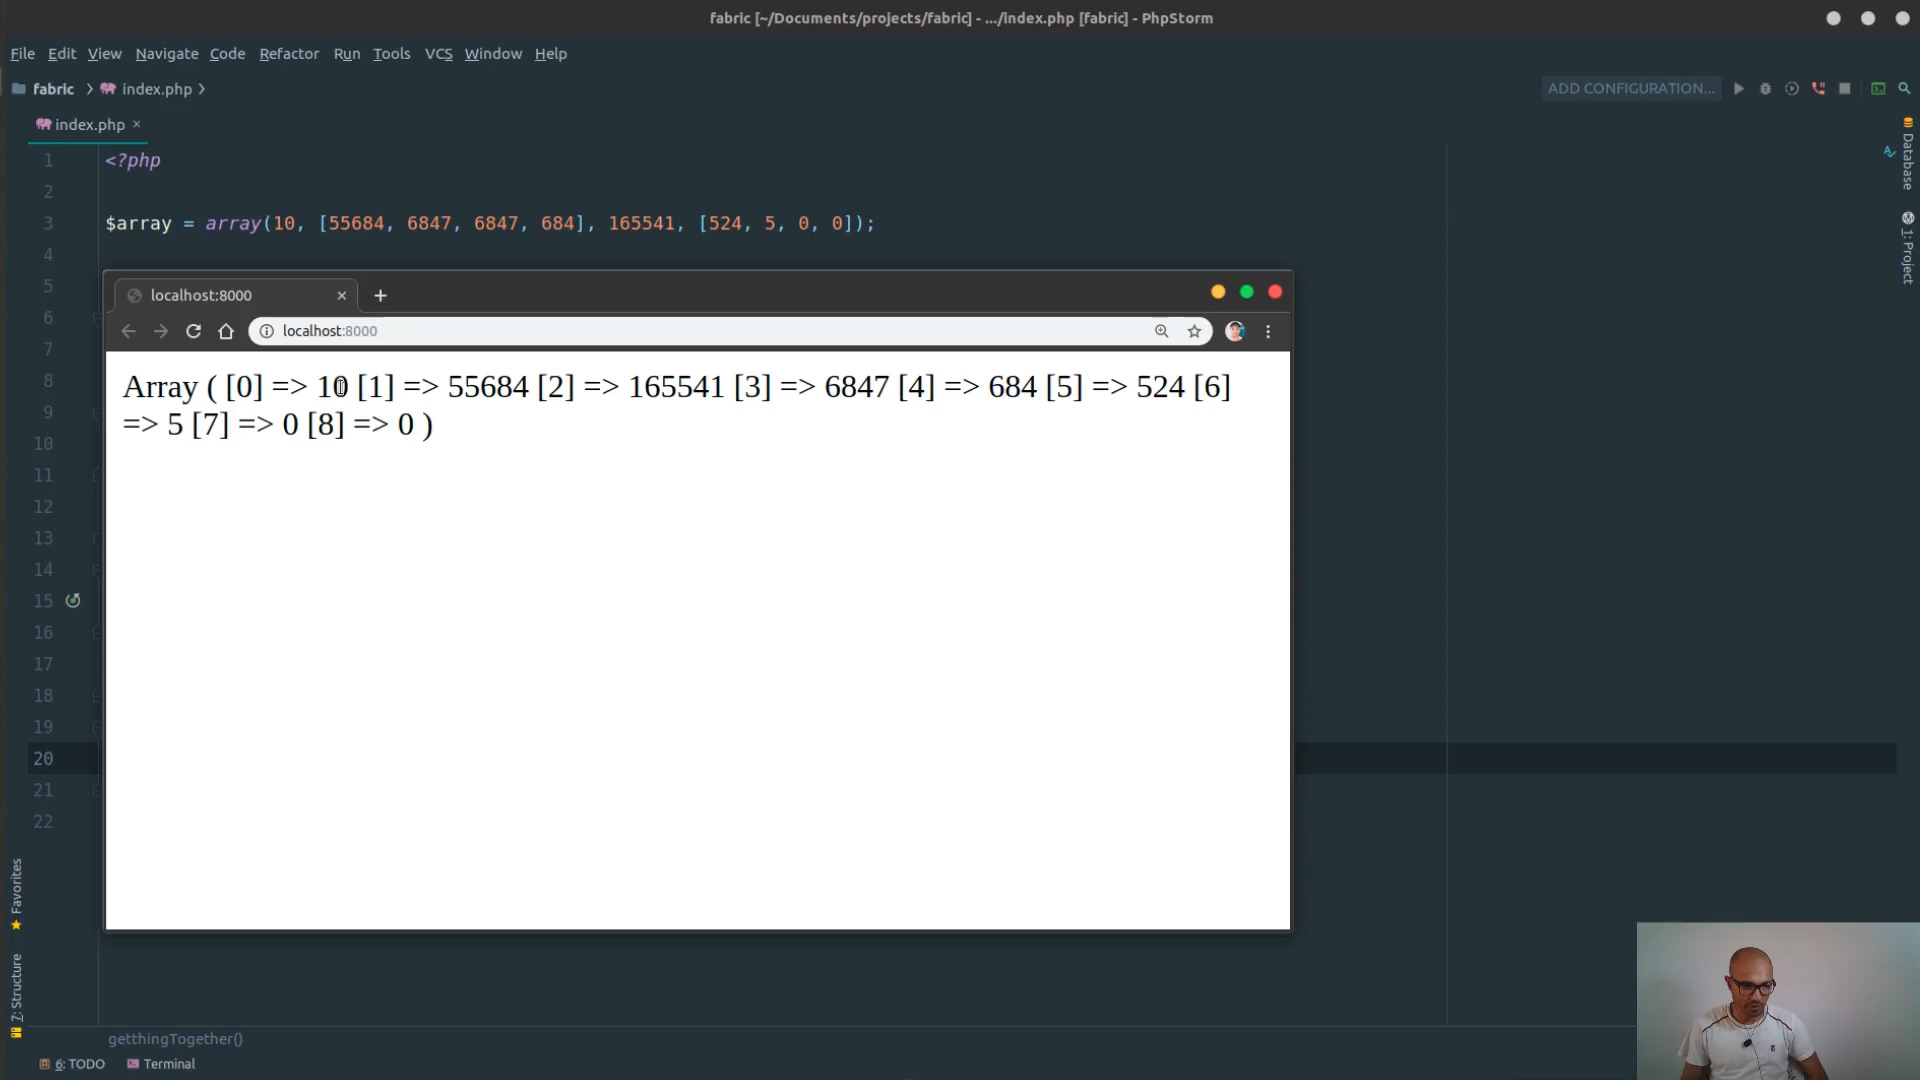 fabric [~/Documents/projects/fabric] - .../index.php [fabric] - PhpStorm
File Edit View Navigate Code Refactor Run Tools VCS Window Help
fabric index.php
ADD CONFIGURATION...
index.php ×
1 <?php
2
3 $array = array(10, [55684, 6847, 6847, 684], 165541, [524, 5, 0, 0]);
4
5
6
7
8
9
10
11
12
13
14
15
16
17
18
19
20
21
22
localhost:8000
localhost:8000
Array ( [0] => 10 [1] => 55684 [2] => 165541 [3] => 6847 [4] => 684 [5] => 524 [6]
=> 5 [7] => 0 [8] => 0 )
Database
1: Project
Favorites
7: Structure
getthingTogether()
6: TODO Terminal